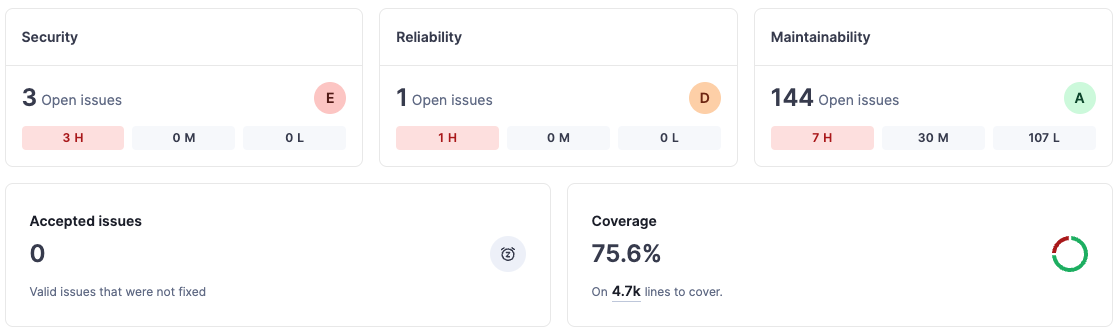 Security
Reliability
Maintainability
3 Open issues
E
1 Open issues
D
144 Open issues
A
3 H
0 M
0 L
1 H
0 M
0 L
7 H
30 M
107 L
Accepted issues
0
Valid issues that were not fixed
Coverage
75.6%
On 4.7k lines to cover.